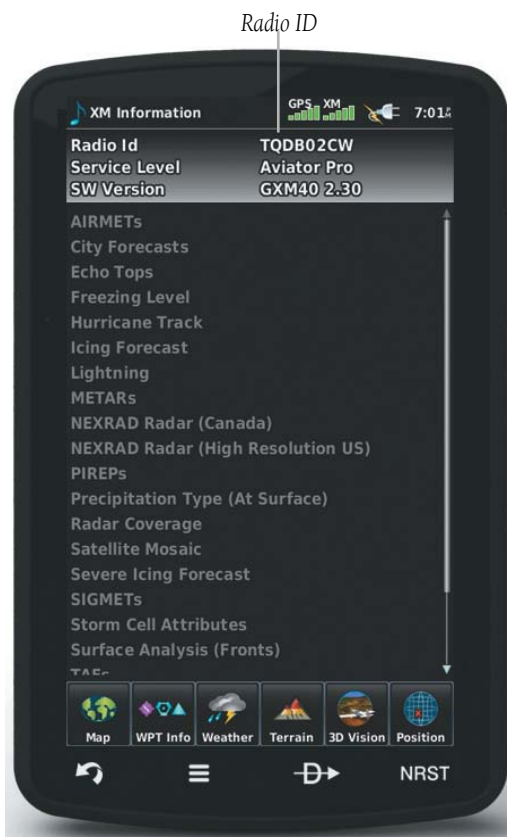 Radio ID
XM Information GPS XM 7:01
Radio Id TQDB02CW
Service Level Aviator Pro
SW Version GXM40 2.30
AIRMETs
City Forecasts
Echo Tops
Freezing Level
Hurricane Track
Icing Forecast
Lightning
METARs
NEXRAD Radar (Canada)
NEXRAD Radar (High Resolution US)
PIREPs
Precipitation Type (At Surface)
Radar Coverage
Satellite Mosaic
Severe Icing Forecast
SIGMETs
Storm Cell Attributes
Surface Analysis (Fronts)
TAFs
Map WPT Info Weather Terrain 3D Vision Position
NRST